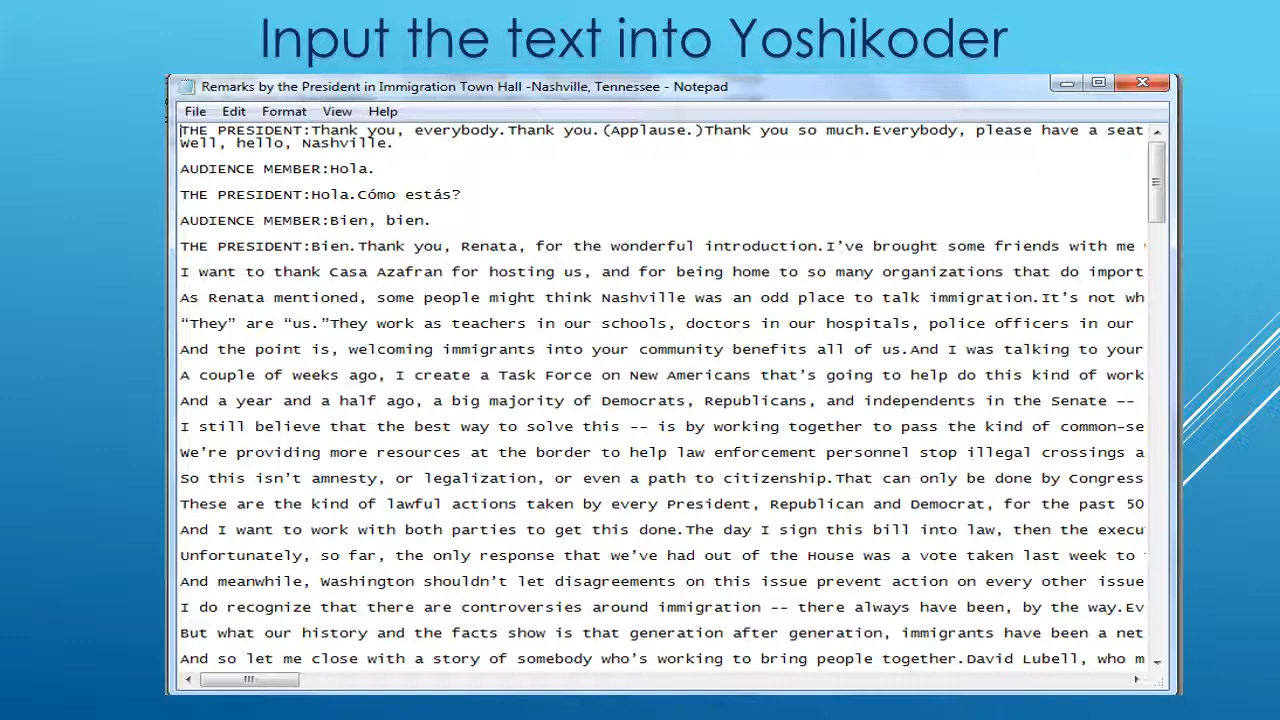 Input the text into Yoshikoder
Remarks by the President in Immigration Town Hall -Nashville, Tennessee - Notepad
File Edit Format View Help
THE PRESIDENT:Thank you, everybody.Thank you.(Applause.)Thank you so much.Everybody, please have a seat
Well, hello, Nashville.
AUDIENCE MEMBER:Hola.
THE PRESIDENT:Hola.Cómo estás?
AUDIENCE MEMBER:Bien, bien.
THE PRESIDENT:Bien.Thank you, Renata, for the wonderful introduction.I’ve brought some friends with me
I want to thank Casa Azafran for hosting us, and for being home to so many organizations that do import
As Renata mentioned, some people might think Nashville was an odd place to talk immigration.It’s not wh
“They” are “us.”They work as teachers in our schools, doctors in our hospitals, police officers in our
And the point is, welcoming immigrants into your community benefits all of us.And I was talking to your
A couple of weeks ago, I create a Task Force on New Americans that’s going to help do this kind of work
And a year and a half ago, a big majority of Democrats, Republicans, and independents in the Senate --
I still believe that the best way to solve this -- is by working together to pass the kind of common-se
We’re providing more resources at the border to help law enforcement personnel stop illegal crossings a
So this isn’t amnesty, or legalization, or even a path to citizenship.That can only be done by Congress
These are the kind of lawful actions taken by every President, Republican and Democrat, for the past 50
And I want to work with both parties to get this done.The day I sign this bill into law, then the execu
Unfortunately, so far, the only response that we’ve had out of the House was a vote taken last week to
And meanwhile, Washington shouldn’t let disagreements on this issue prevent action on every other issue
I do recognize that there are controversies around immigration -- there always have been, by the way.Ev
But what our history and the facts show is that generation after generation, immigrants have been a net
And so let me close with a story of somebody who’s working to bring people together.David Lubell, who m